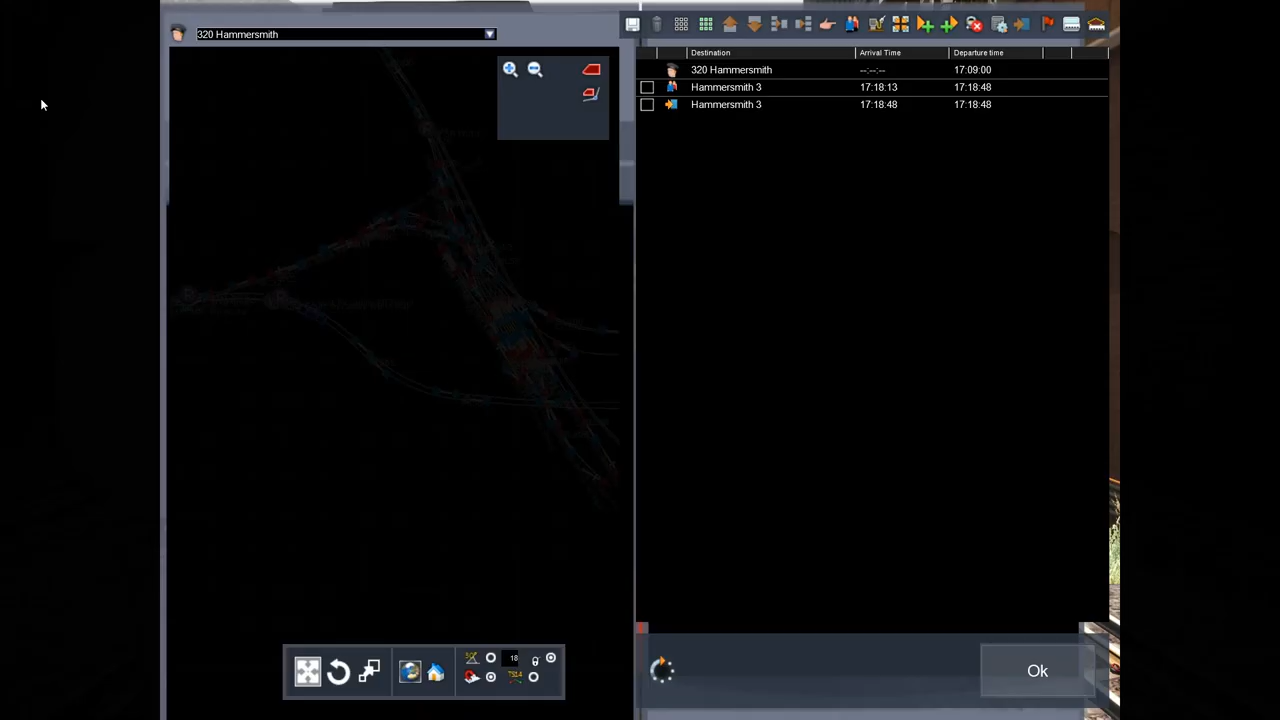 320 Hammersmith
Destination Arrival Time Departure time
320 Hammersmith --:--:-- 17:09:00
Hammersmith 3 17:18:13 17:18:48
Hammersmith 3 17:18:48 17:18:48
18
TS14
Ok